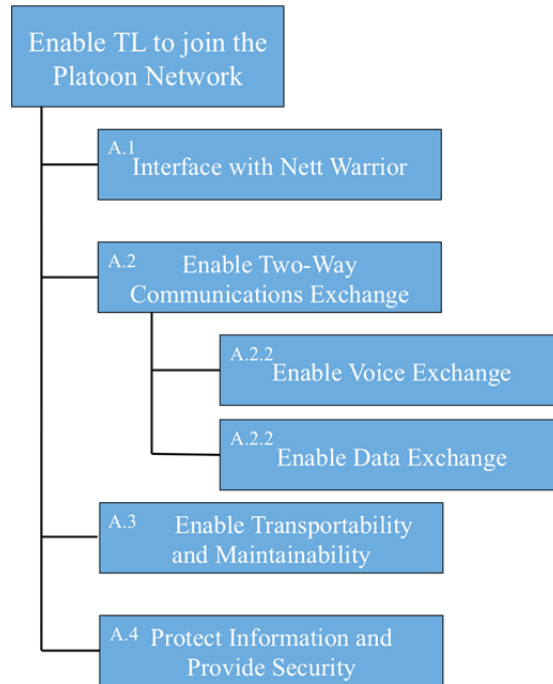 Enable TL to join the
Platoon Network
A.1
Interface with Nett Warrior
A.2
Enable Two-Way
Communications Exchange
A.2.2
Enable Voice Exchange
A.2.2
Enable Data Exchange
A.3
Enable Transportability
and Maintainability
A.4
Protect Information and
Provide Security